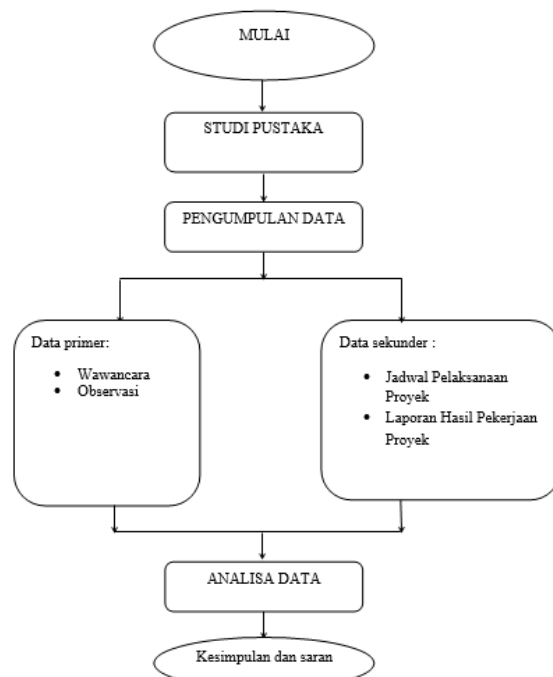 MULAI
STUDI PUSTAKA
PENGUMPULAN DATA
Data primer:
• Wawancara
• Observasi
Data sekunder :
• Jadwal Pelaksanaan
Proyek
• Laporan Hasil Pekerjaan
Proyek
ANALISA DATA
Kesimpulan dan saran